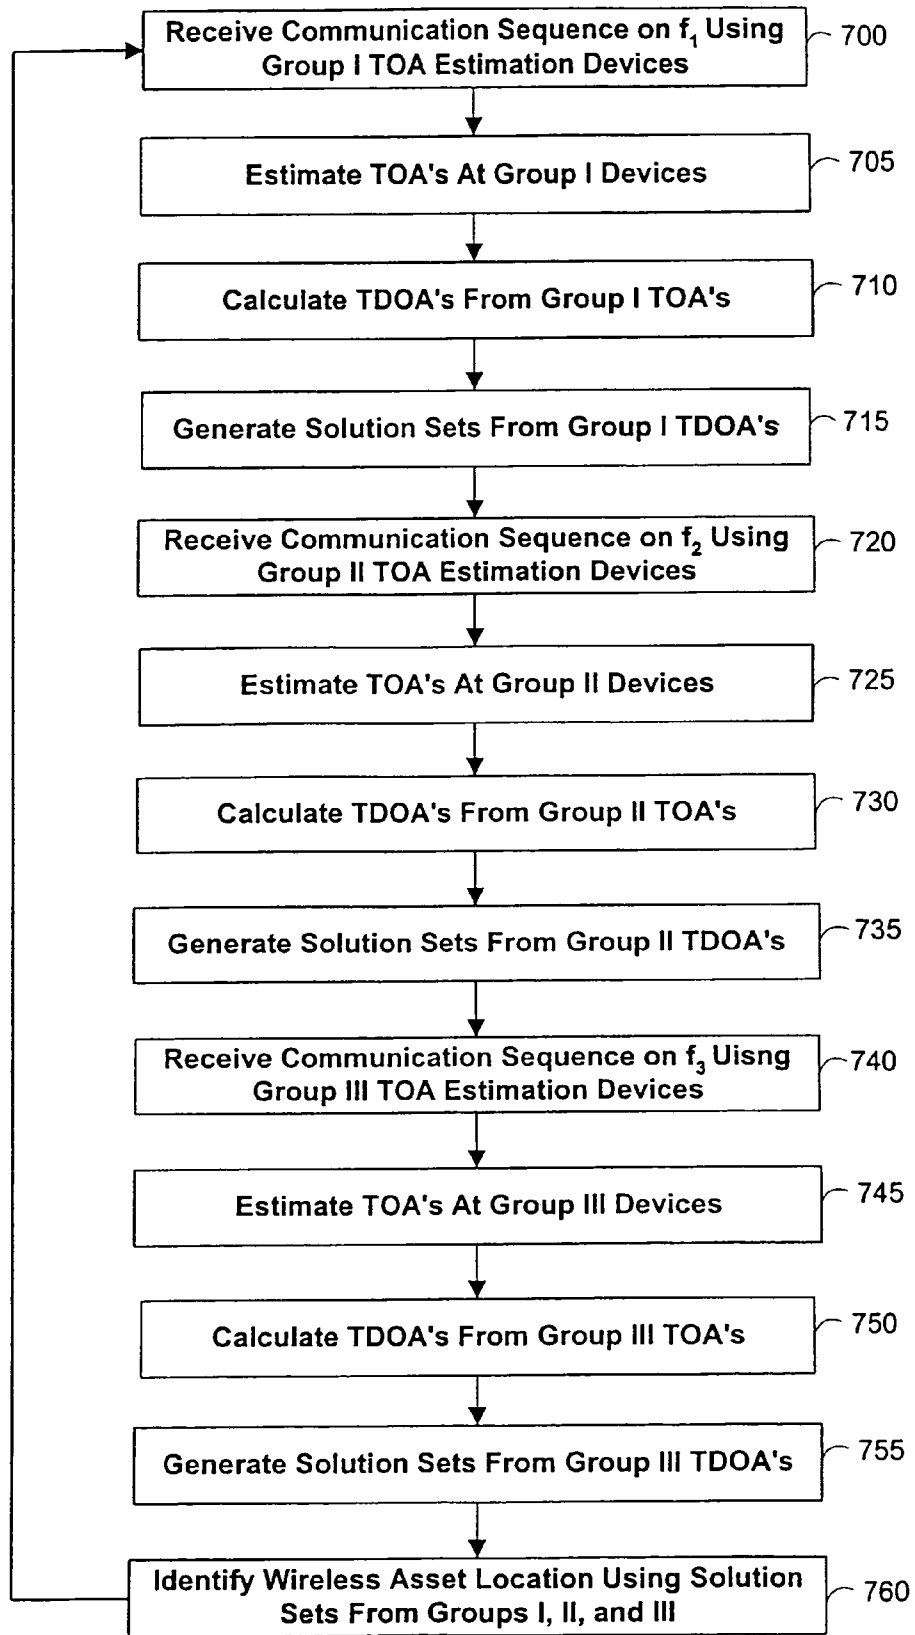 Receive Communication Sequence on f₁ Using
Group I TOA Estimation Devices
700
Estimate TOA's At Group I Devices
705
Calculate TDOA's From Group I TOA's
710
Generate Solution Sets From Group I TDOA's
715
Receive Communication Sequence on f₂ Using
Group II TOA Estimation Devices
720
Estimate TOA's At Group II Devices
725
Calculate TDOA's From Group II TOA's
730
Generate Solution Sets From Group II TDOA's
735
Receive Communication Sequence on f₃ Uisng
Group III TOA Estimation Devices
740
Estimate TOA's At Group III Devices
745
Calculate TDOA's From Group III TOA's
750
Generate Solution Sets From Group III TDOA's
755
Identify Wireless Asset Location Using Solution
Sets From Groups I, II, and III
760